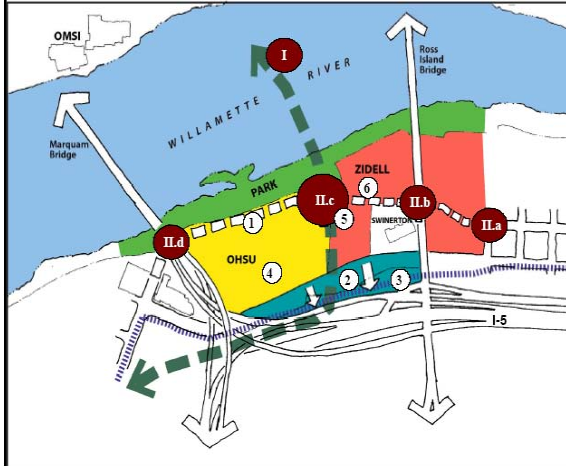 OMSI
I
Ross
Island
Bridge
WILLAMETTE RIVER
Marquam
Bridge
PARK
ZIDELL
6
II.c
II.b
1
5
SWINERTON
II.a
II.d
OHSU
4
2
3
I-5